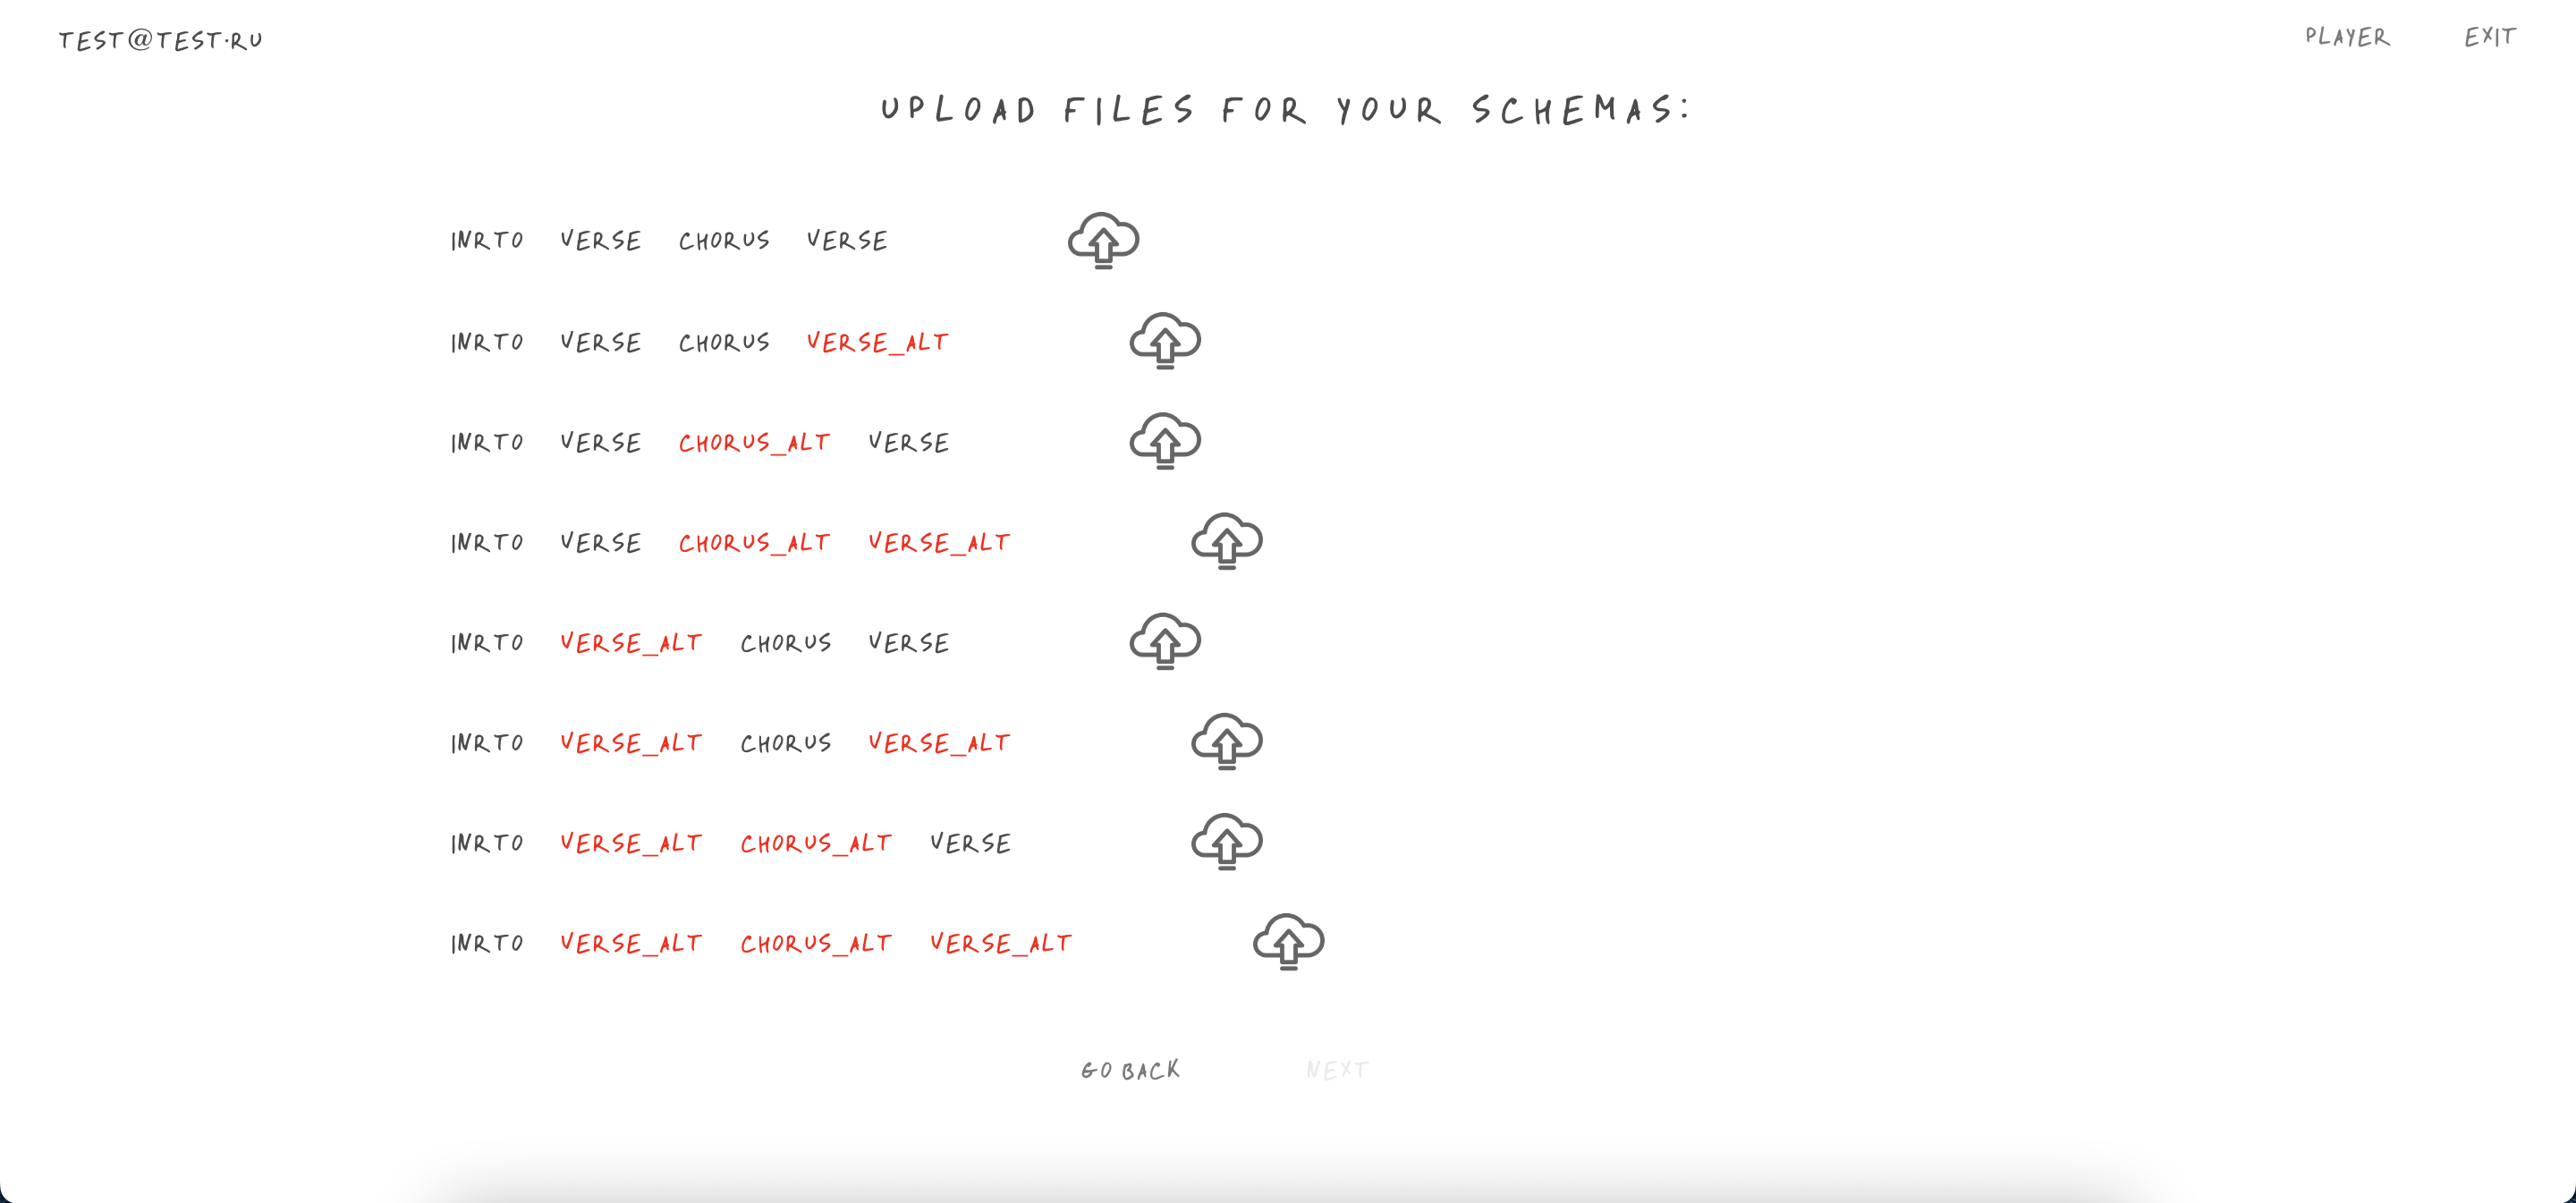 TEST@TEST.RU PLAYER EXIT
UPLOAD FILES FOR YOUR SCHEMAS:
INRTO VERSE CHORUS VERSE
INRTO VERSE CHORUS VERSE_ALT
INRTO VERSE CHORUS_ALT VERSE
INRTO VERSE CHORUS_ALT VERSE_ALT
INRTO VERSE_ALT CHORUS VERSE
INRTO VERSE_ALT CHORUS VERSE_ALT
INRTO VERSE_ALT CHORUS_ALT VERSE
INRTO VERSE_ALT CHORUS_ALT VERSE_ALT
GO BACK NEXT